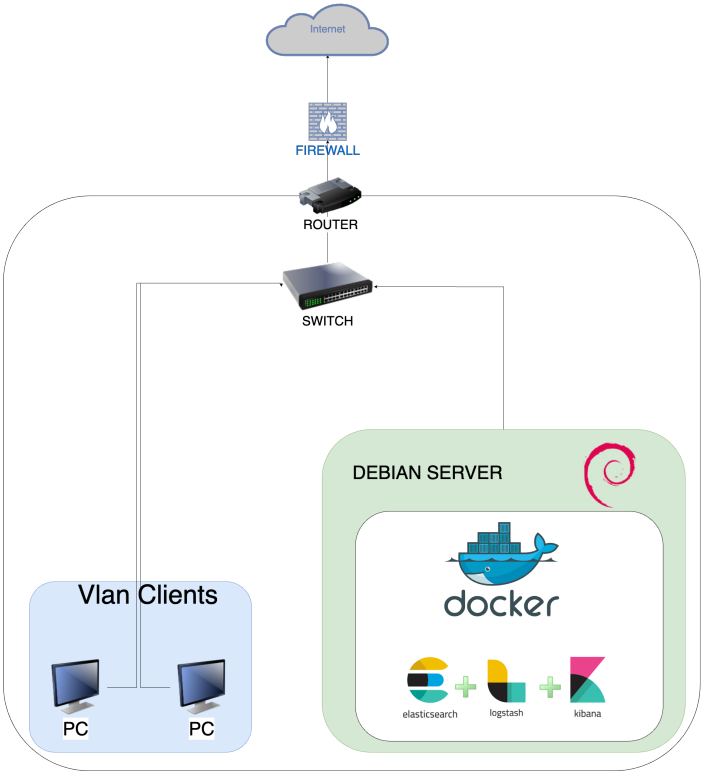 Internet
FIREWALL
ROUTER
SWITCH
DEBIAN SERVER
docker
Vlan Clients
elasticsearch
logstash
kibana
PC
PC